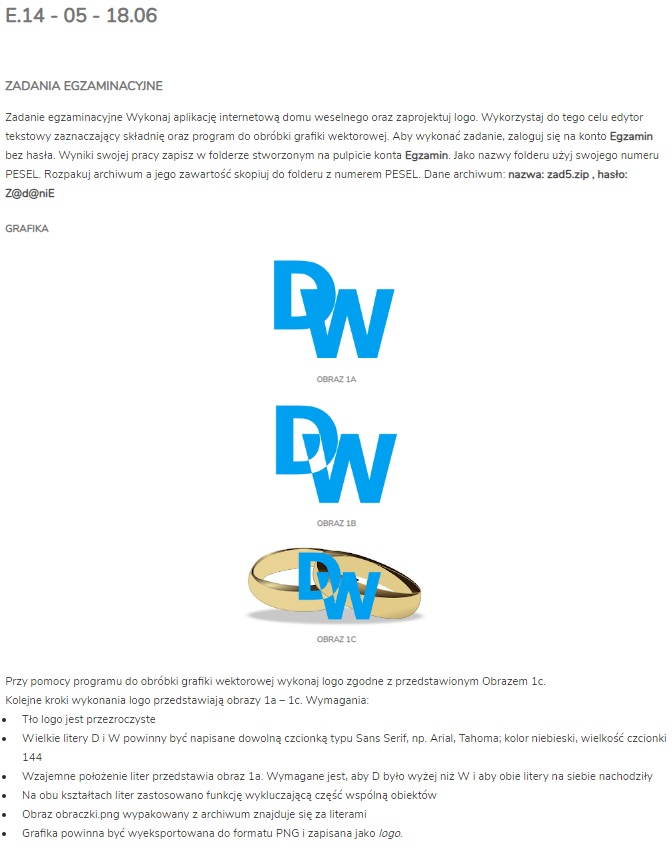 E.14 - 05 - 18.06
ZADANIA EGZAMINACYJNE
Zadanie egzaminacyjne Wykonaj aplikację internetową domu weselnego oraz zaprojektuj logo. Wykorzystaj do tego celu edytor
tekstowy zaznaczający składnię oraz program do obróbki grafiki wektorowej. Aby wykonać zadanie, zaloguj się na konto Egzamin
bez hasła. Wyniki swojej pracy zapisz w folderze stworzonym na pulpicie konta Egzamin. Jako nazwy folderu użyj swojego numeru
PESEL. Rozpakuj archiwum a jego zawartość skopiuj do folderu z numerem PESEL. Dane archiwum: nazwa: zad5.zip , hasło:
Z@d@niE
GRAFIKA
DW
OBRAZ 1A
DW
OBRAZ 1B
DW
OBRAZ 1C
Przy pomocy programu do obróbki grafiki wektorowej wykonaj logo zgodne z przedstawionym Obrazem 1c.
Kolejne kroki wykonania logo przedstawiają obrazy 1a – 1c. Wymagania:
• Tło logo jest przezroczyste
• Wielkie litery D i W powinny być napisane dowolną czcionką typu Sans Serif, np. Arial, Tahoma; kolor niebieski, wielkość czcionki
144
• Wzajemne położenie liter przedstawia obraz 1a. Wymagane jest, aby D było wyżej niż W i aby obie litery na siebie nachodziły
• Na obu kształtach liter zastosowano funkcję wykluczającą część wspólną obiektów
• Obraz obraczki.png wypakowany z archiwum znajduje się za literami
• Grafika powinna być wyeksportowana do formatu PNG i zapisana jako logo.